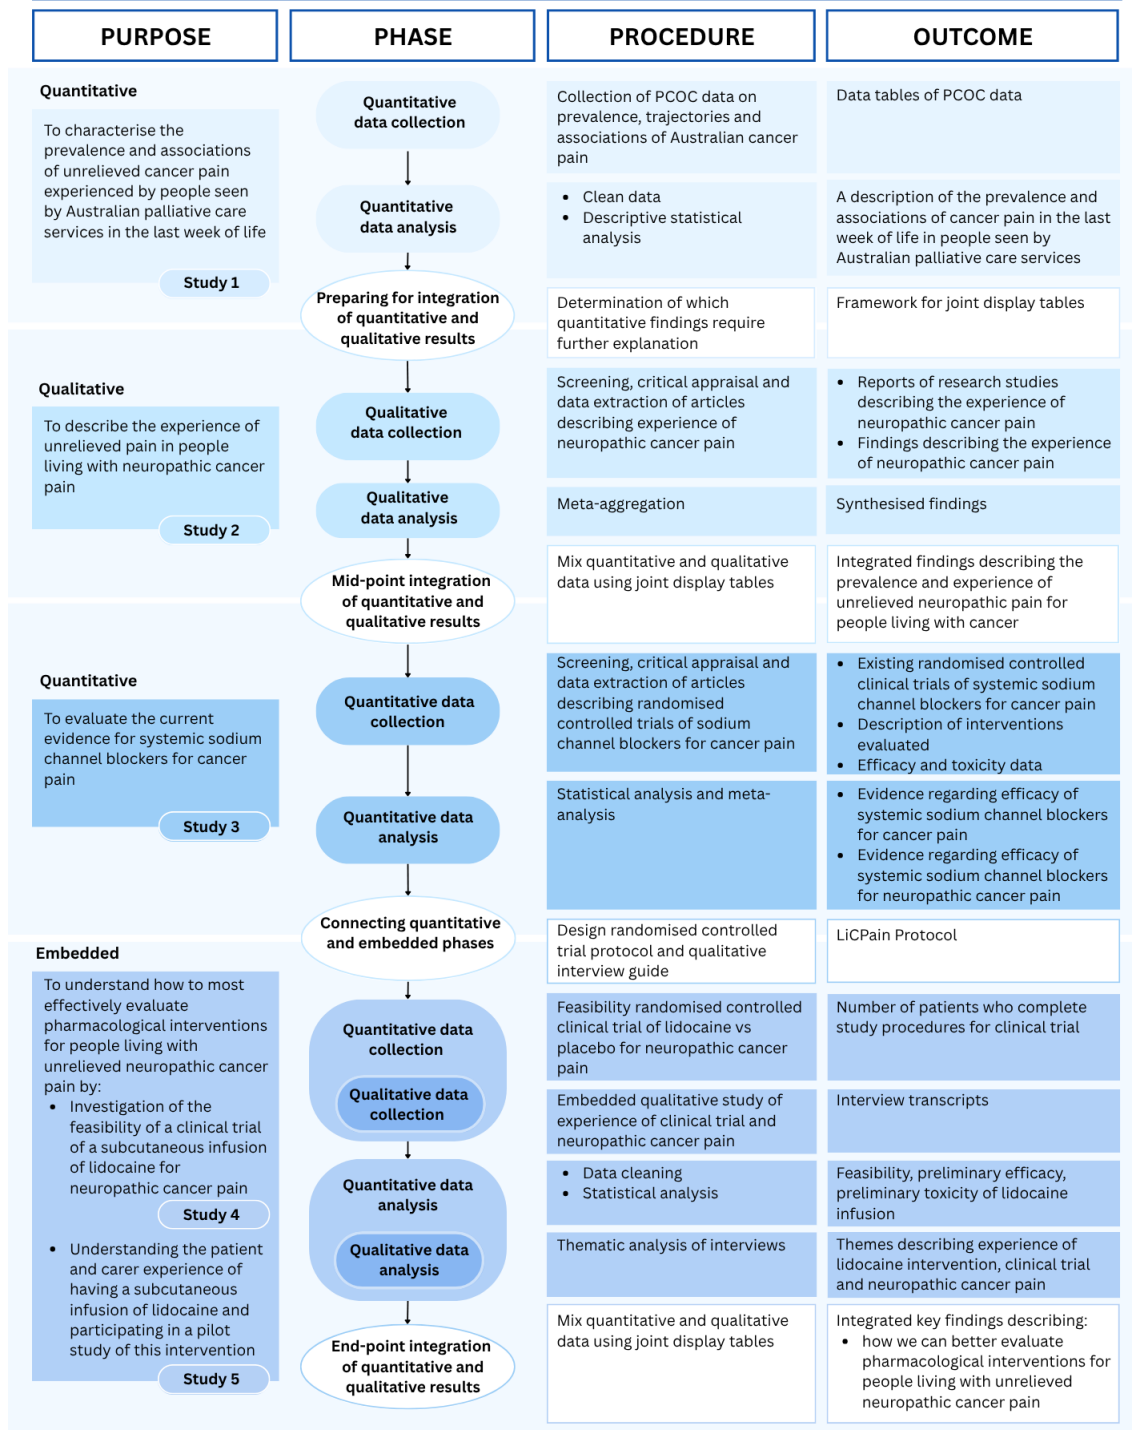 PURPOSE
PHASE
PROCEDURE
OUTCOME
Quantitative
To characterise the
prevalence and associations
of unrelieved cancer pain
experienced by people seen
by Australian palliative care
services in the last week of life
Study 1
Quantitative
data collection
Collection of PCOC data on
prevalence, trajectories and
associations of Australian cancer
pain
Data tables of PCOC data
Quantitative
data analysis
• Clean data
• Descriptive statistical
analysis
A description of the prevalence and
associations of cancer pain in the last
week of life in people seen by
Australian palliative care services
Preparing for integration
of quantitative and
qualitative results
Determination of which
quantitative findings require
further explanation
Framework for joint display tables
Qualitative
To describe the experience of
unrelieved pain in people
living with neuropathic cancer
pain
Study 2
Qualitative
data collection
Screening, critical appraisal and
data extraction of articles
describing experience of
neuropathic cancer pain
• Reports of research studies
describing the experience of
neuropathic cancer pain
• Findings describing the experience
of neuropathic cancer pain
Qualitative
data analysis
Meta-aggregation
Synthesised findings
Mid-point integration
of quantitative and
qualitative results
Mix quantitative and qualitative
data using joint display tables
Integrated findings describing the
prevalence and experience of
unrelieved neuropathic pain for
people living with cancer
Quantitative
To evaluate the current
evidence for systemic sodium
channel blockers for cancer
pain
Study 3
Quantitative data
collection
Screening, critical appraisal and
data extraction of articles
describing randomised
controlled trials of sodium
channel blockers for cancer pain
• Existing randomised controlled
clinical trials of systemic sodium
channel blockers for cancer pain
• Description of interventions
evaluated
• Efficacy and toxicity data
Quantitative data
analysis
Statistical analysis and meta-
analysis
• Evidence regarding efficacy of
systemic sodium channel blockers
for cancer pain
• Evidence regarding efficacy of
systemic sodium channel blockers
for neuropathic cancer pain
Connecting quantitative
and embedded phases
Design randomised controlled
trial protocol and qualitative
interview guide
LiCPain Protocol
Embedded
To understand how to most
effectively evaluate
pharmacological interventions
for people living with
unrelieved neuropathic cancer
pain by:
• Investigation of the
feasibility of a clinical trial
of a subcutaneous infusion
of lidocaine for
neuropathic cancer pain
Study 4
• Understanding the patient
and carer experience of
having a subcutaneous
infusion of lidocaine and
participating in a pilot
study of this intervention
Study 5
Quantitative data
collection
Qualitative data
collection
Feasibility randomised controlled
clinical trial of lidocaine vs
placebo for neuropathic cancer
pain
Number of patients who complete
study procedures for clinical trial
Embedded qualitative study of
experience of clinical trial and
neuropathic cancer pain
Interview transcripts
Quantitative data
analysis
Qualitative data
analysis
• Data cleaning
• Statistical analysis
Feasibility, preliminary efficacy,
preliminary toxicity of lidocaine
infusion
Thematic analysis of interviews
Themes describing experience of
lidocaine intervention, clinical trial
and neuropathic cancer pain
End-point integration
of quantitative and
qualitative results
Mix quantitative and qualitative
data using joint display tables
Integrated key findings describing:
• how we can better evaluate
pharmacological interventions for
people living with unrelieved
neuropathic cancer pain